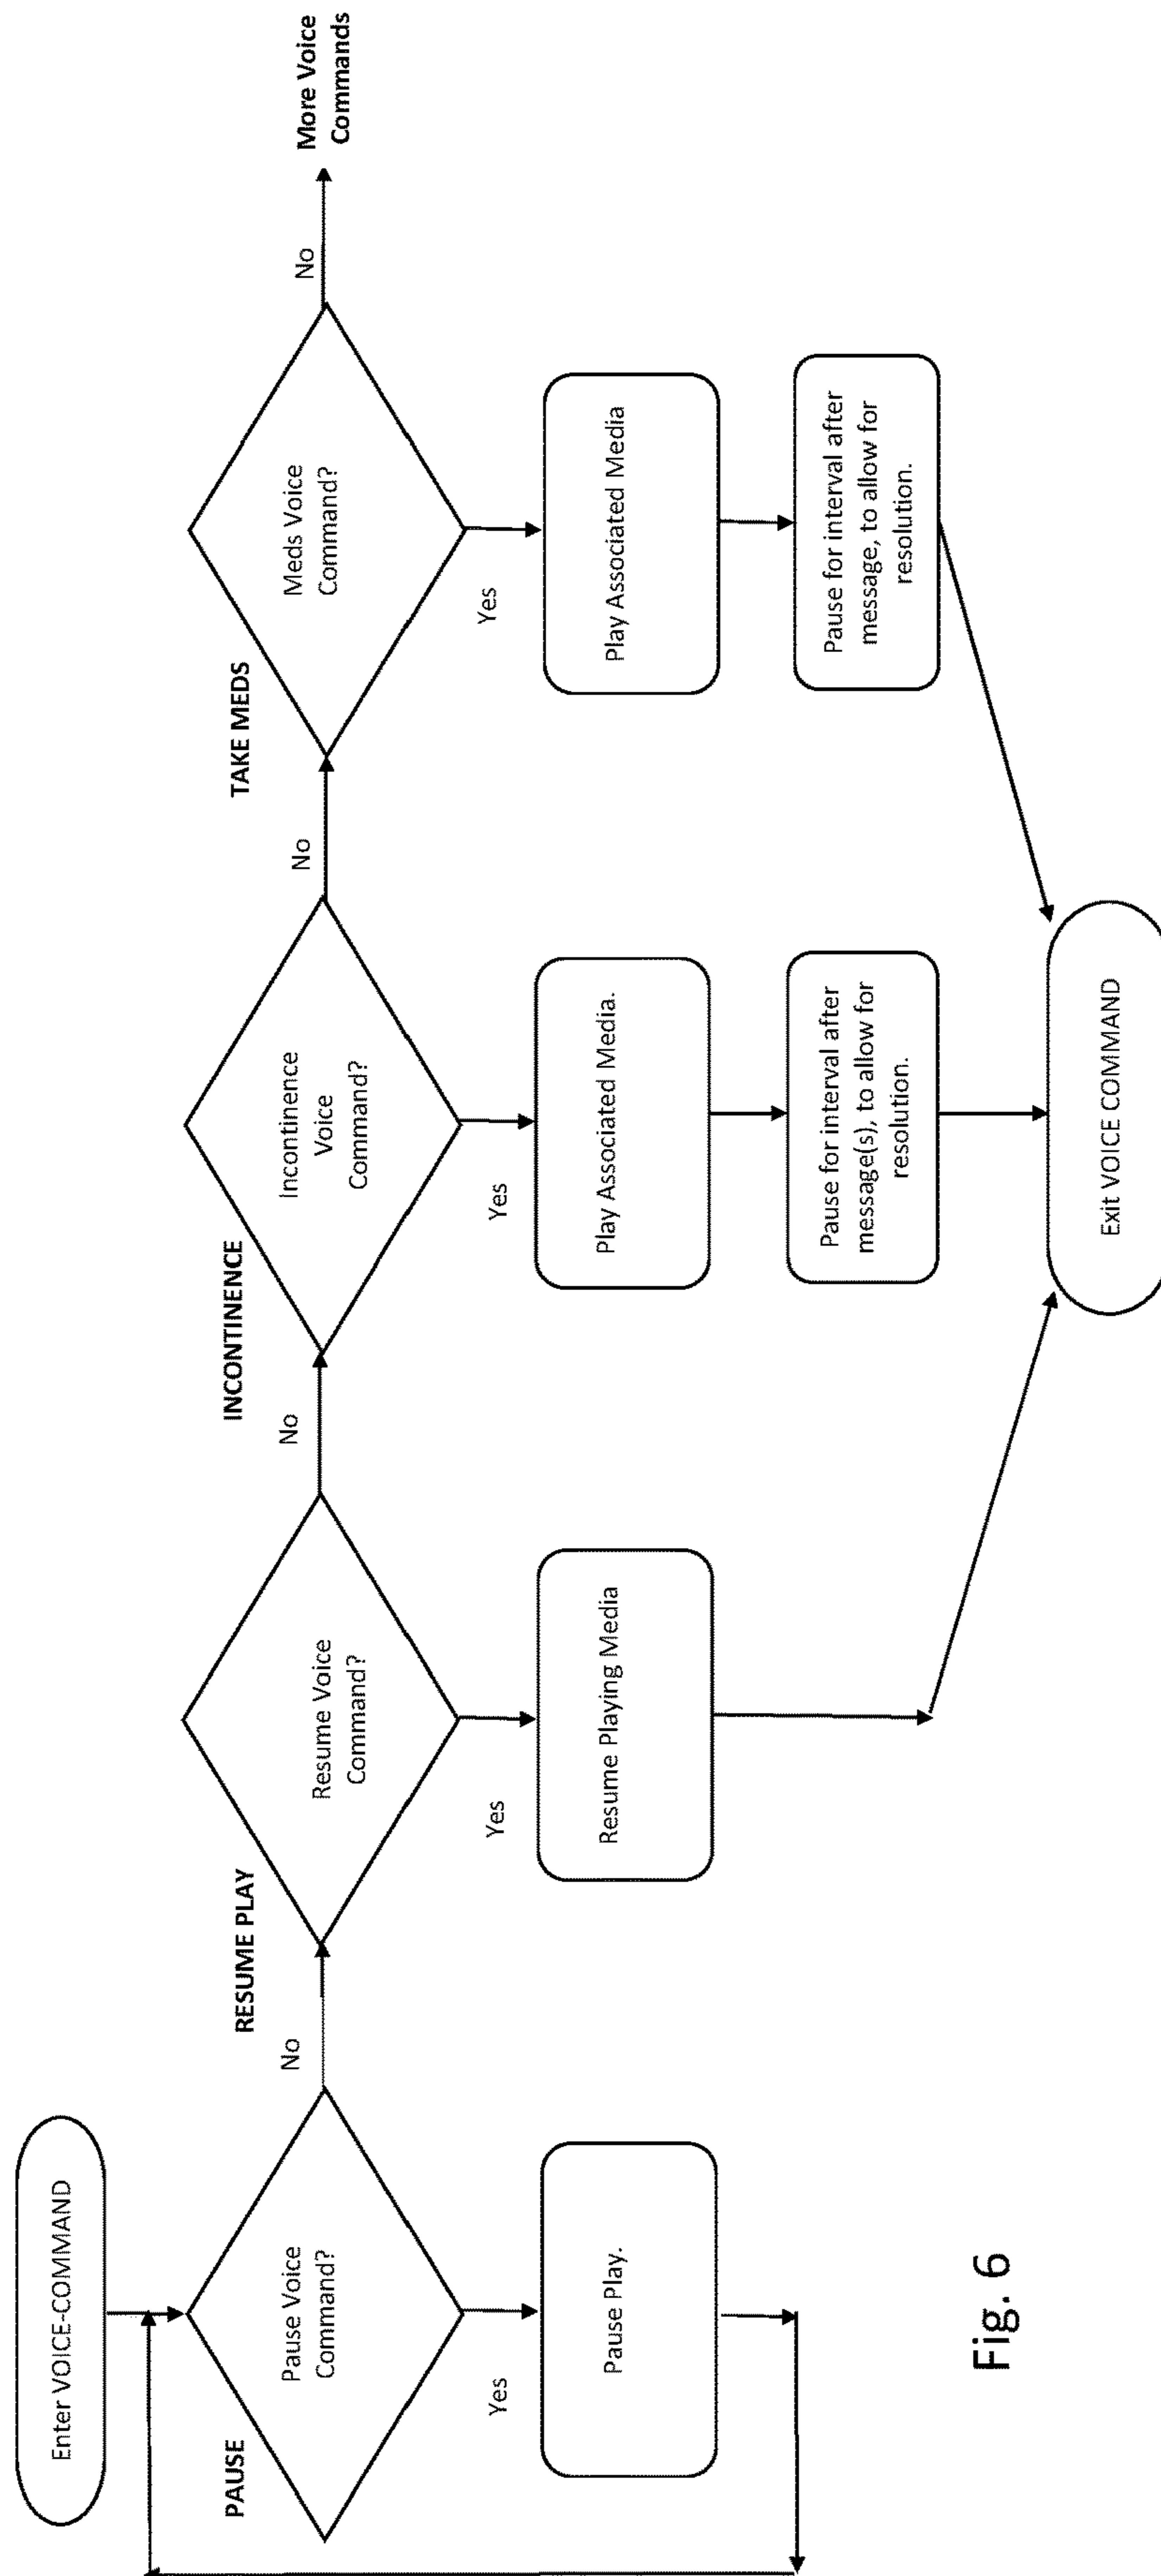 Enter VOICE-COMMAND
PAUSE
Pause Voice
Command?
Yes
Pause Play.
No
RESUME PLAY
Resume Voice
Command?
Yes
Resume Playing Media
No
INCONTINENCE
Incontinence
Voice
Command?
Yes
Play Associated Media.
Pause for interval after
message(s), to allow for
resolution.
No
TAKE MEDS
Meds Voice
Command?
Yes
Play Associated Media
Pause for interval after
message, to allow for
resolution.
No
More Voice
Commands
Exit VOICE COMMAND
Fig. 6